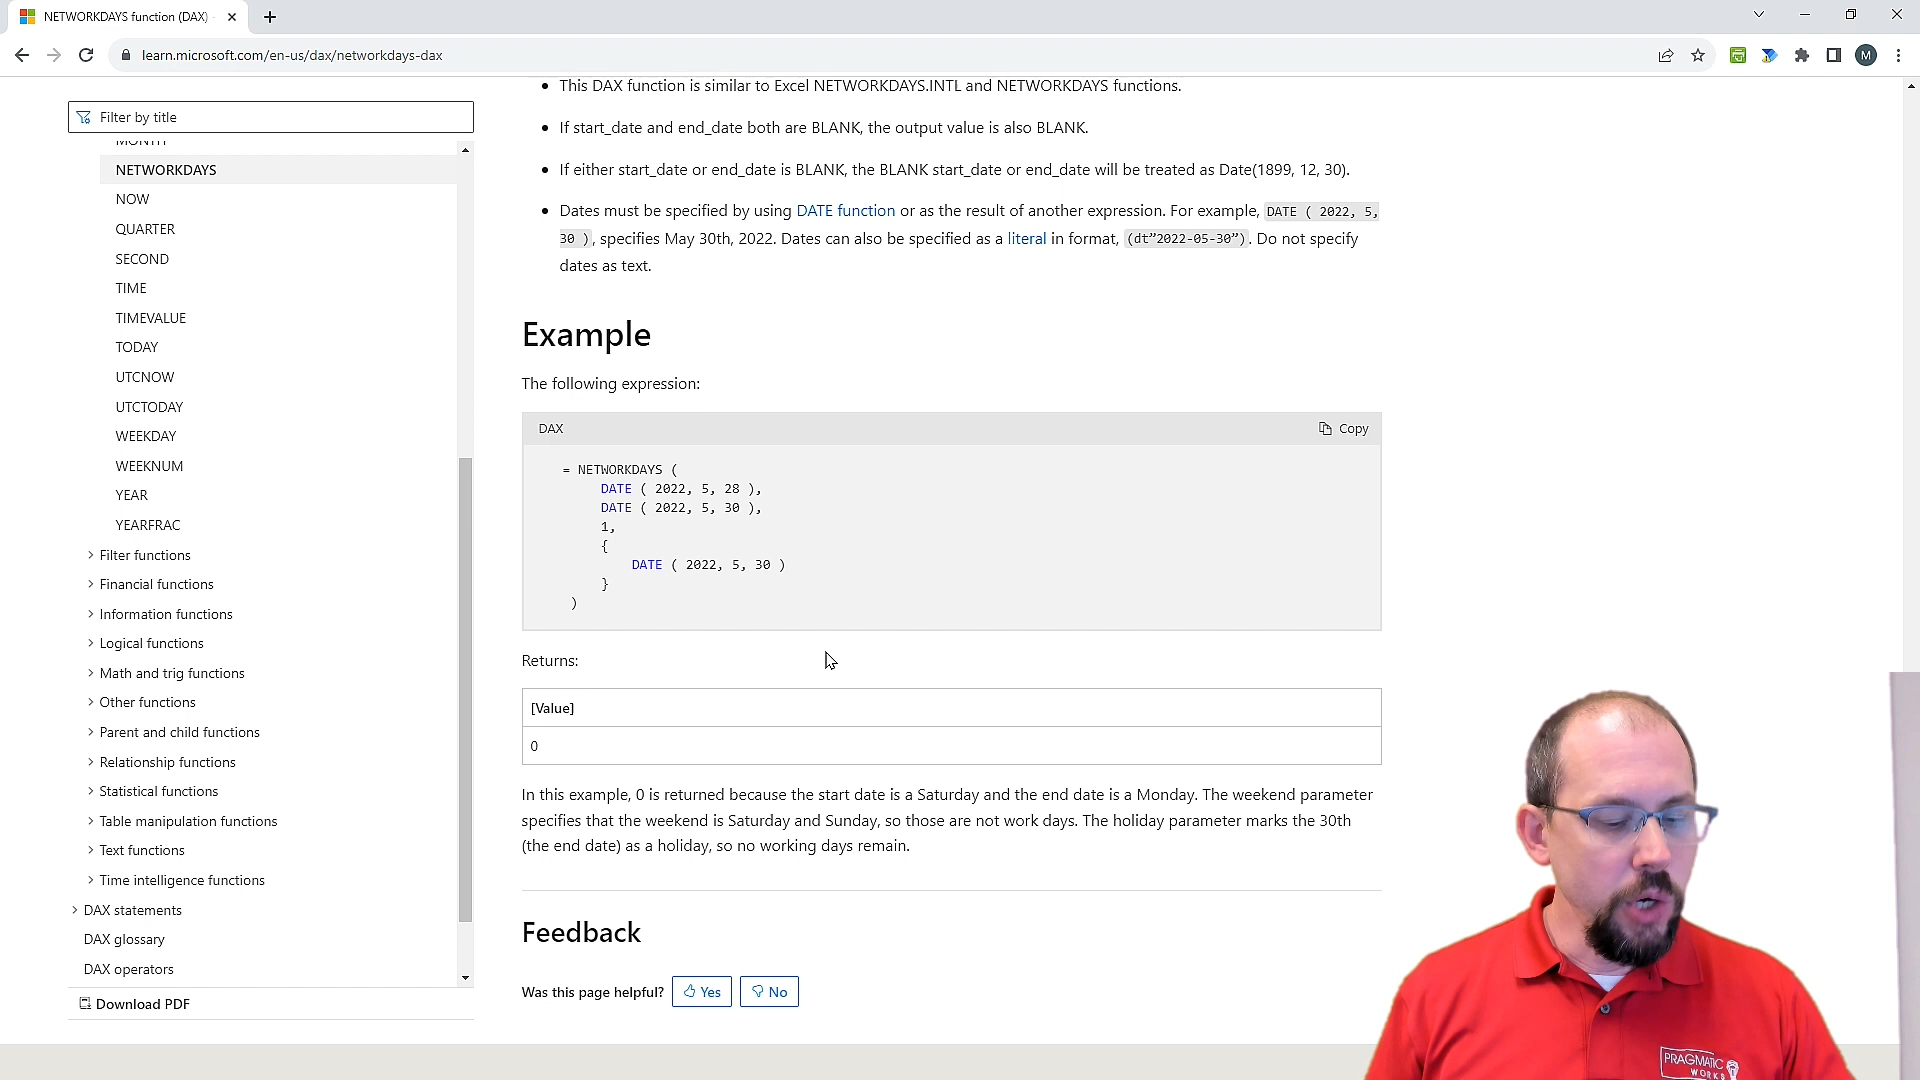 NETWORKDAYS function (DAX)
learn.microsoft.com/en-us/dax/networkdays-dax
M
Filter by title
MONTH
NETWORKDAYS
NOW
QUARTER
SECOND
TIME
TIMEVALUE
TODAY
UTCNOW
UTCTODAY
WEEKDAY
WEEKNUM
YEAR
YEARFRAC
Filter functions
Financial functions
Information functions
Logical functions
Math and trig functions
Other functions
Parent and child functions
Relationship functions
Statistical functions
Table manipulation functions
Text functions
Time intelligence functions
DAX statements
DAX glossary
DAX operators
Download PDF
• This DAX function is similar to Excel NETWORKDAYS.INTL and NETWORKDAYS functions.
• If start_date and end_date both are BLANK, the output value is also BLANK.
• If either start_date or end_date is BLANK, the BLANK start_date or end_date will be treated as Date(1899, 12, 30).
• Dates must be specified by using DATE function or as the result of another expression. For example, DATE ( 2022, 5,
30 ), specifies May 30th, 2022. Dates can also be specified as a literal in format, (dt”2022-05-30”). Do not specify
dates as text.
Example
The following expression:
DAX Copy
= NETWORKDAYS (
DATE ( 2022, 5, 28 ),
DATE ( 2022, 5, 30 ),
1,
{
DATE ( 2022, 5, 30 )
}
)
Returns:
[Value]
0
In this example, 0 is returned because the start date is a Saturday and the end date is a Monday. The weekend parameter
specifies that the weekend is Saturday and Sunday, so those are not work days. The holiday parameter marks the 30th
(the end date) as a holiday, so no working days remain.
Feedback
Was this page helpful? Yes No
PRAGMATIC
WORKS